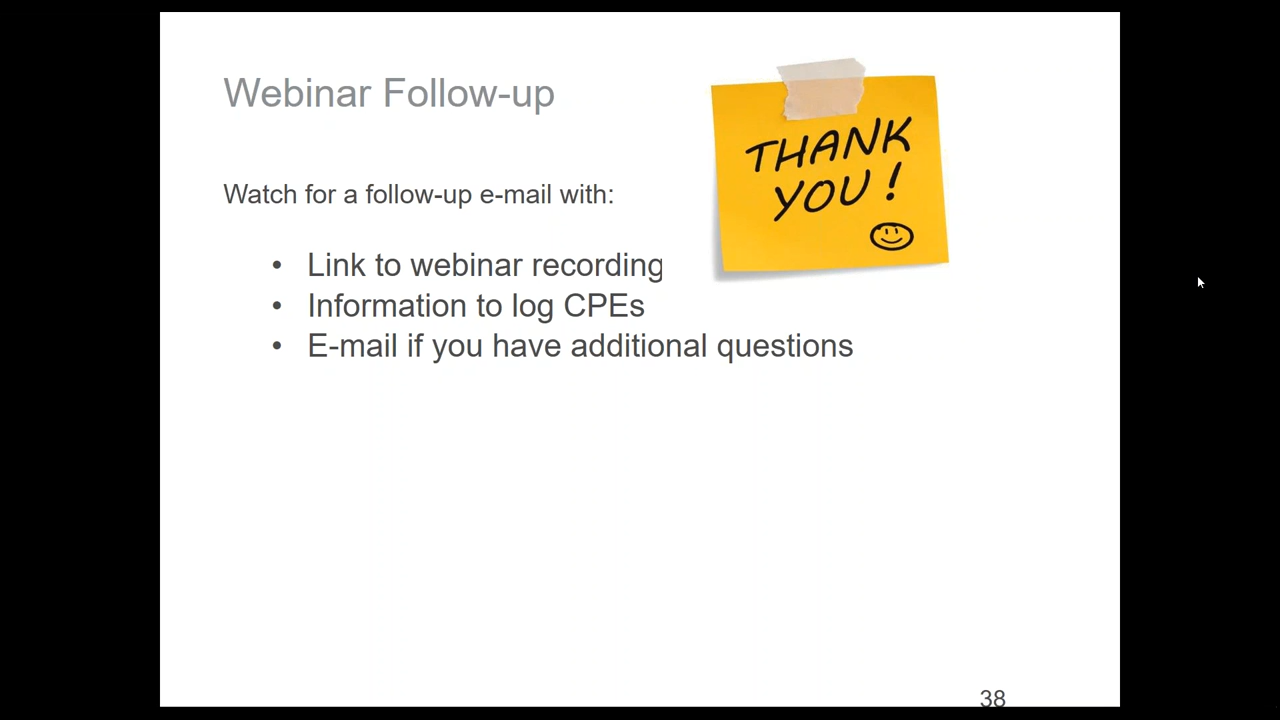 Webinar Follow-up
THANK
YOU!
Watch for a follow-up e-mail with:
• Link to webinar recording
• Information to log CPEs
• E-mail if you have additional questions
38